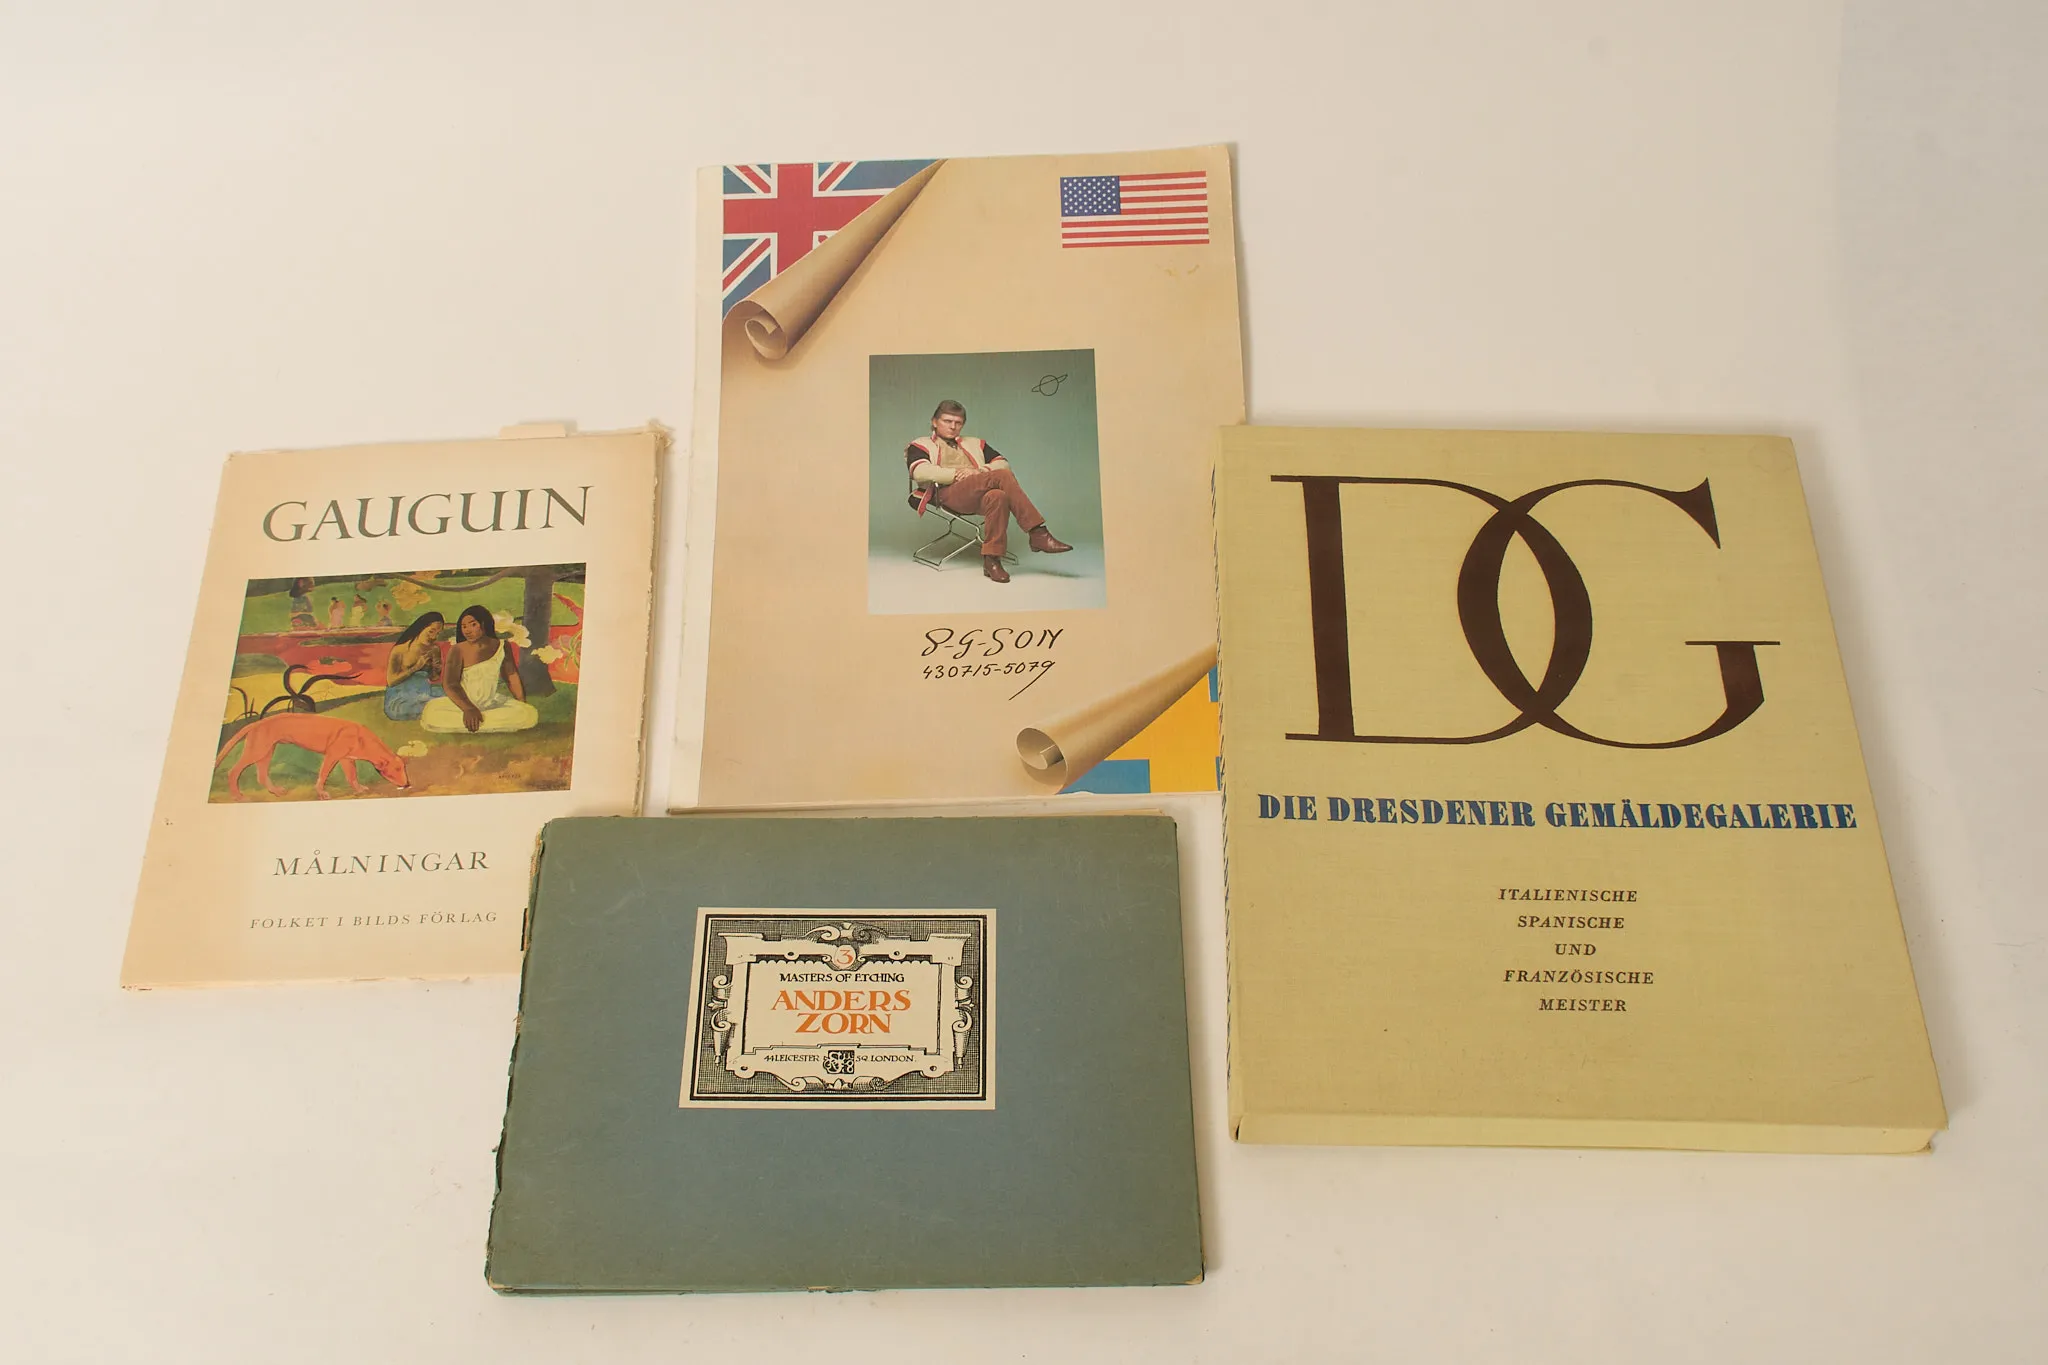 GAUGUIN
MÅLNINGAR
FOLKET I BILDS FÖRLAG
S-G-SON
430715-5079
3
MASTERS OF ETCHING
ANDERS
ZORN
44 LEICESTER SQ. LONDON.
DG
DIE DRESDENER GEMÄLDEGALERIE
ITALIENISCHE
SPANISCHE
UND
FRANZÖSISCHE
MEISTER